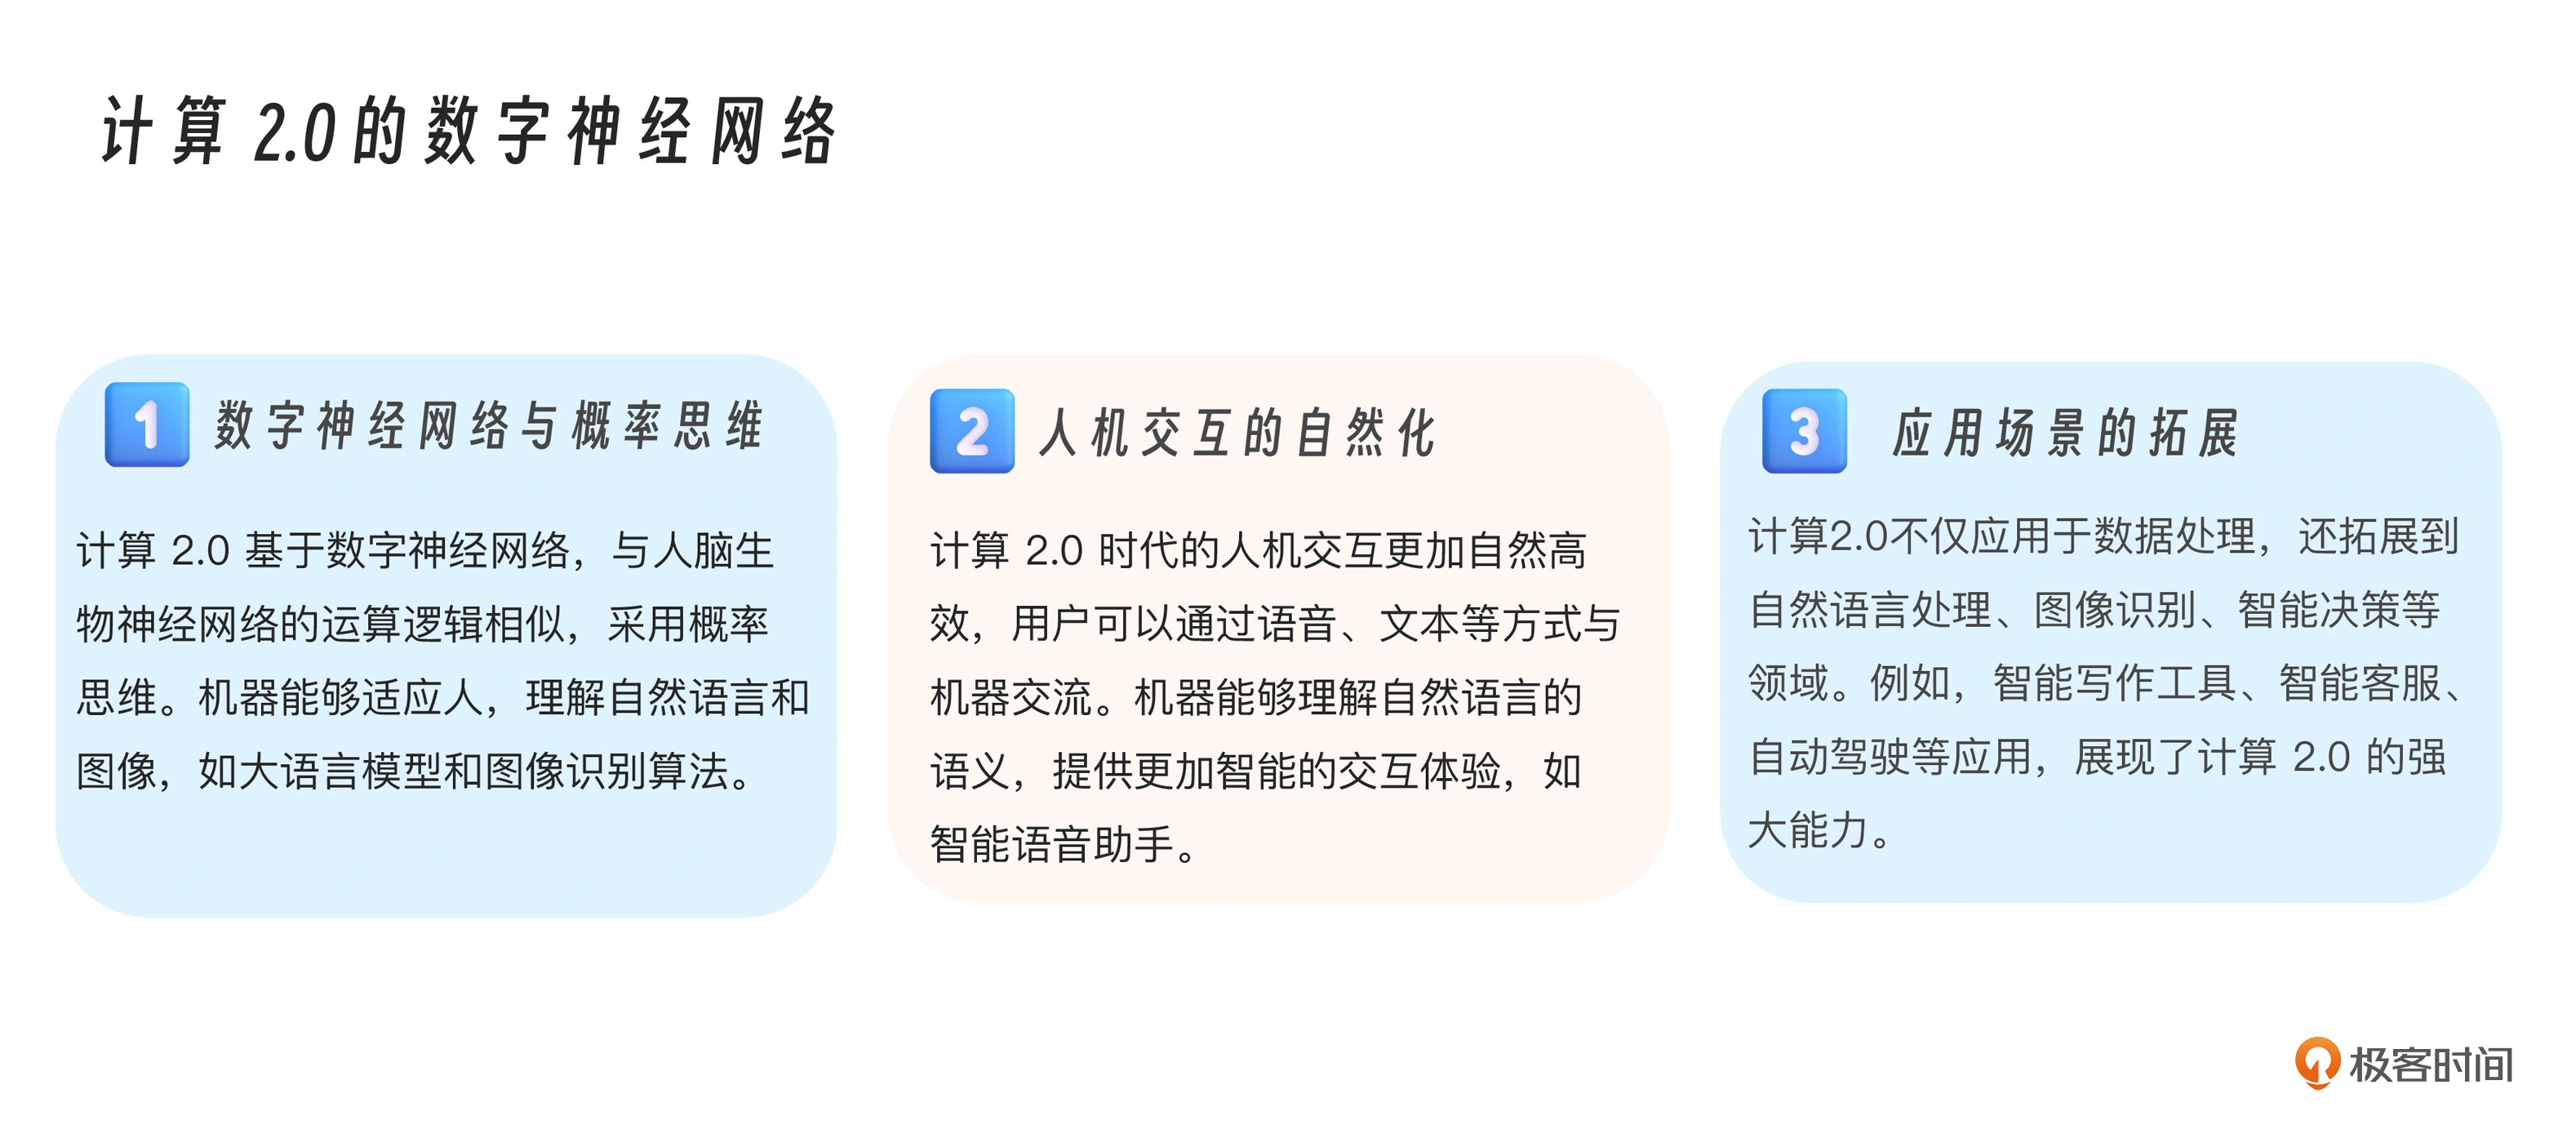 计算 2.0的数字神经网络
1 数字神经网络与概率思维
计算 2.0 基于数字神经网络，与人脑生
物神经网络的运算逻辑相似，采用概率
思维。机器能够适应人，理解自然语言和
图像，如大语言模型和图像识别算法。
2 人机交互的自然化
计算 2.0 时代的人机交互更加自然高
效，用户可以通过语音、文本等方式与
机器交流。机器能够理解自然语言的
语义，提供更加智能的交互体验，如
智能语音助手。
3 应用场景的拓展
计算2.0不仅应用于数据处理，还拓展到
自然语言处理、图像识别、智能决策等
领域。例如，智能写作工具、智能客服、
自动驾驶等应用，展现了计算 2.0 的强
大能力。
极客时间